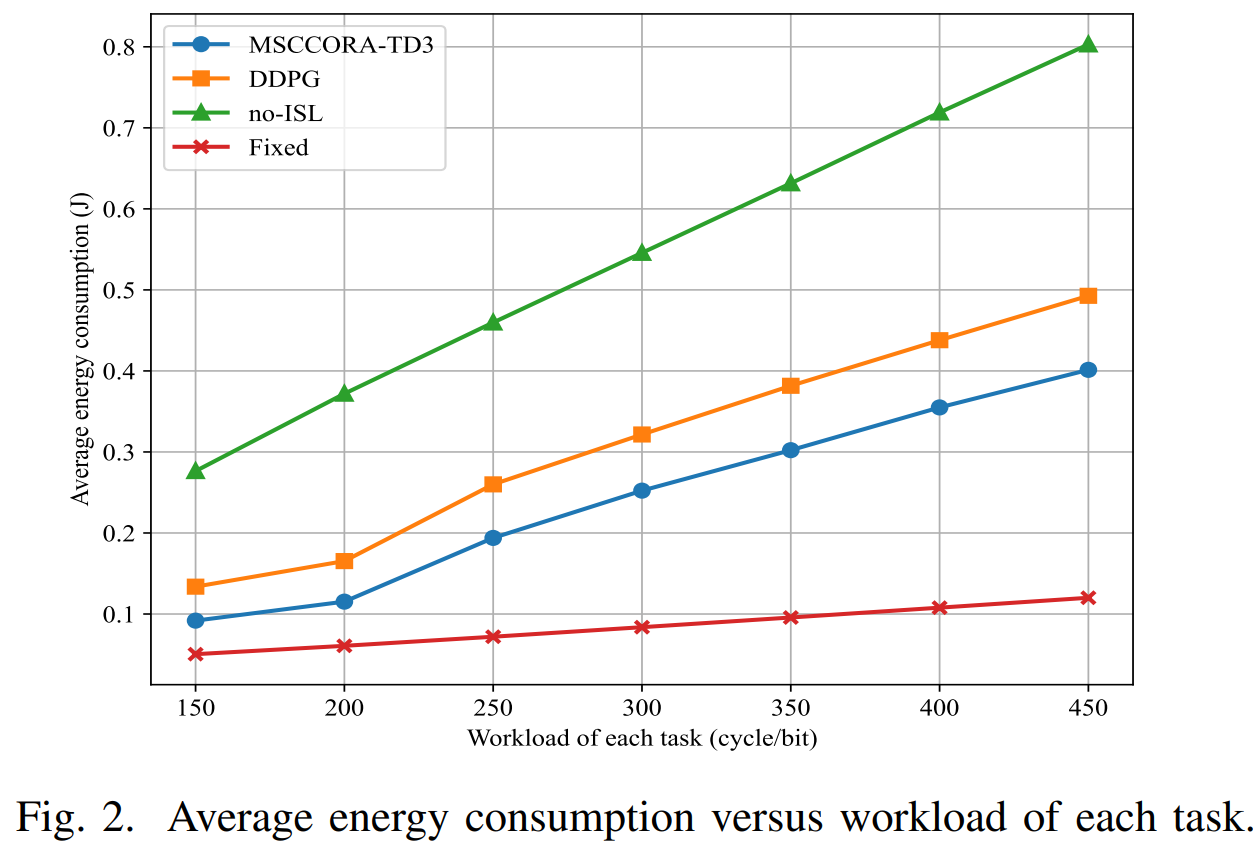 MSCCORA-TD3
DDPG
no-ISL
Fixed
Average energy consumption (J)
0.8
0.7
0.6
0.5
0.4
0.3
0.2
0.1
150 200 250 300 350 400 450
Workload of each task (cycle/bit)
Fig. 2. Average energy consumption versus workload of each task.